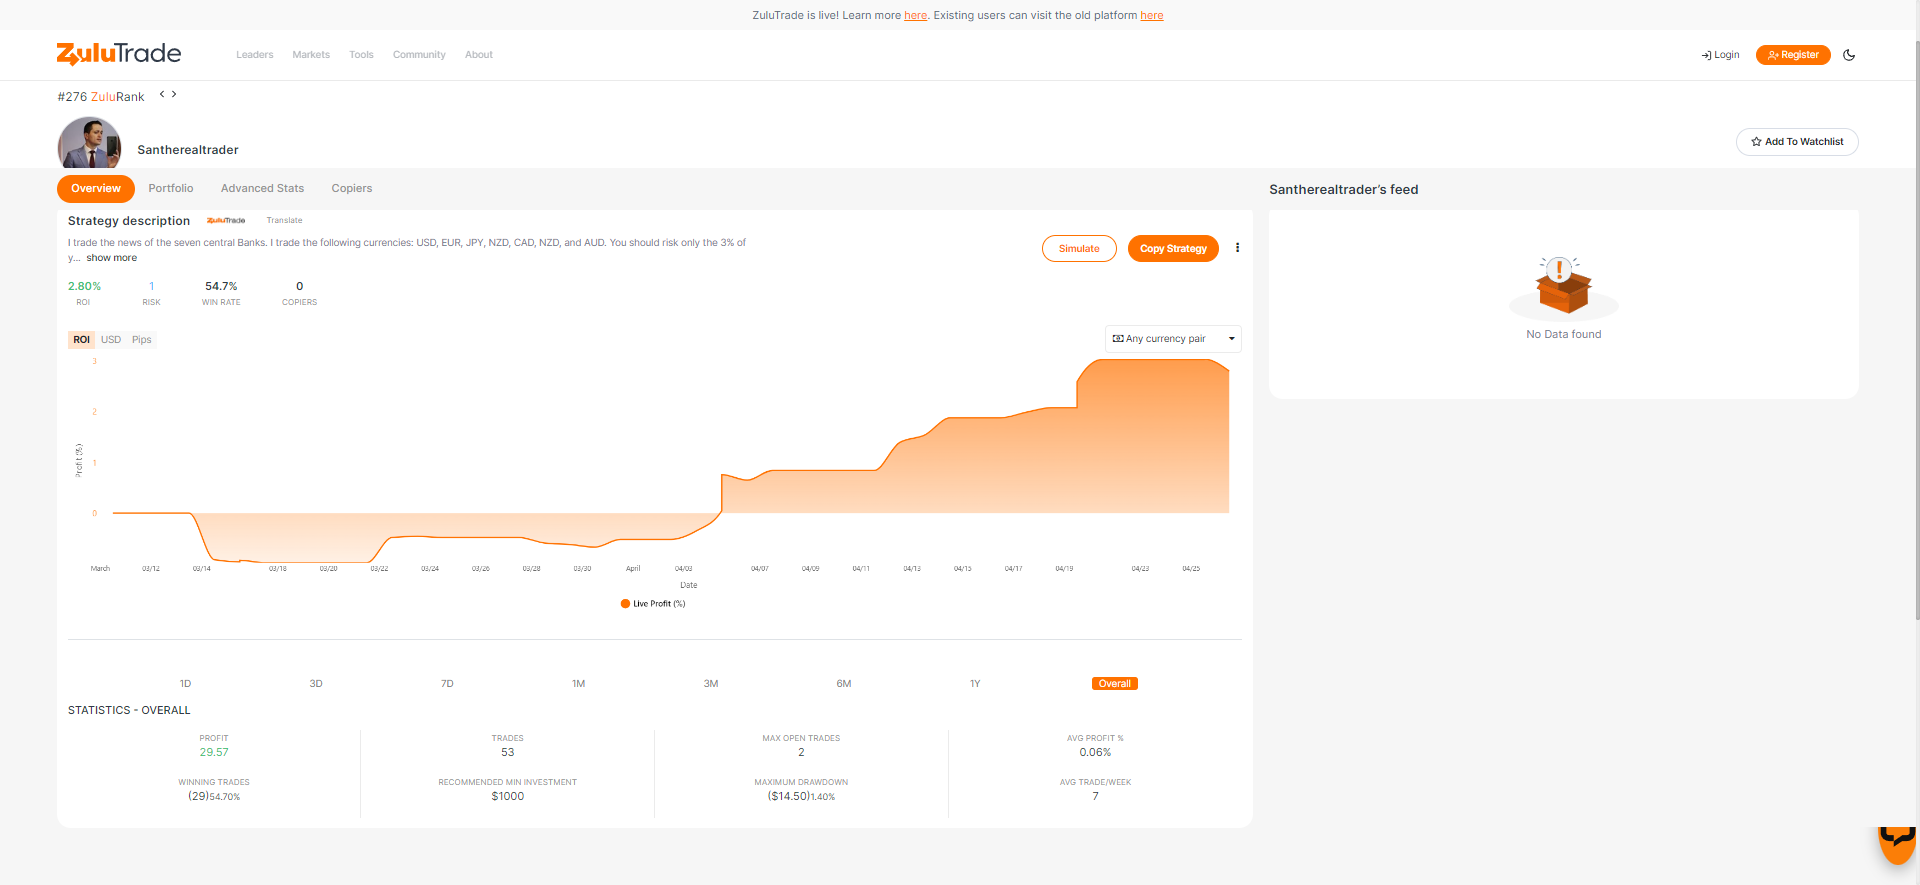 ZuluTrade is live! Learn more here. Existing users can visit the old platform here
ZuluTrade
Leaders
Markets
Tools
Community
About
Login
Register
#276 ZuluRank
< >
Santherealtrader
Add To Watchlist
Overview
Portfolio
Advanced Stats
Copiers
Santherealtrader's feed
Strategy description
ZuluTrade
Translate
I trade the news of the seven central Banks. I trade the following currencies: USD, EUR, JPY, NZD, CAD, NZD, and AUD. You should risk only the 3% of
y... show more
Simulate
Copy Strategy
2.80%
1
54.7%
0
ROI
RISK
WIN RATE
COPIERS
No Data found
ROI
USD
Pips
Any currency pair
3
2
1
0
Profit (%)
March
03/12
03/14
03/18
03/20
03/22
03/24
03/26
03/28
03/30
April
04/03
04/07
04/09
04/11
04/13
04/15
04/17
04/19
04/23
04/25
Date
Live Profit (%)
1D
3D
7D
1M
3M
6M
1Y
Overall
STATISTICS - OVERALL
PROFIT
29.57
TRADES
53
MAX OPEN TRADES
2
AVG PROFIT %
0.06%
WINNING TRADES
(29)54.70%
RECOMMENDED MIN INVESTMENT
$1000
MAXIMUM DRAWDOWN
($14.50)1.40%
AVG TRADE/WEEK
7